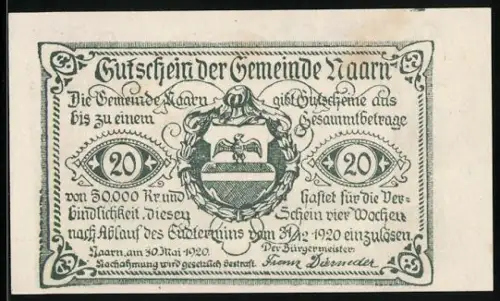 Gutschein der Gemeinde Naarn
Die Gemeinde Naarn gibt Gutscheine aus
bis zu einem Gesammtbetrage
20 20
von 30.000 Kr und haftet für die Ver-
bindlichkeit, diesen Schein vier Wochen
nach Ablauf des Endtermins vom 31/12 1920 einzulösen.
Naarn, am 30. Mai 1920. Der Bürgermeister:
Nachahmung wird gesetzlich bestraft. Franz